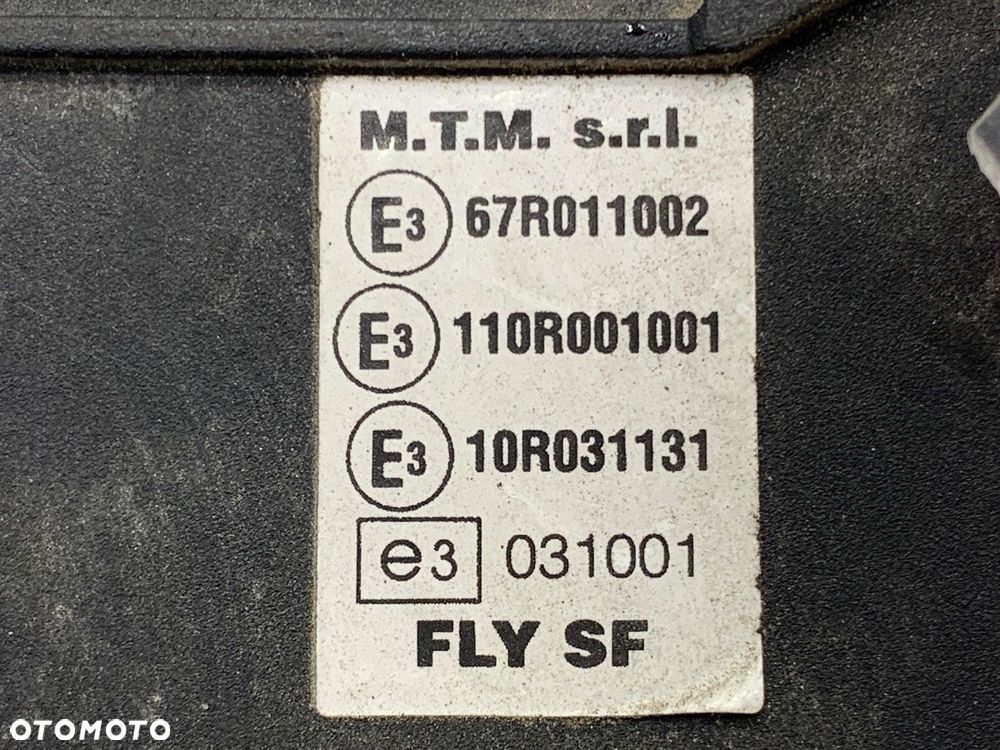 M.T.M. s.r.l.
E3 67R011002
E3 110R001001
E3 10R031131
e3 031001
FLY SF
OTOMOTO